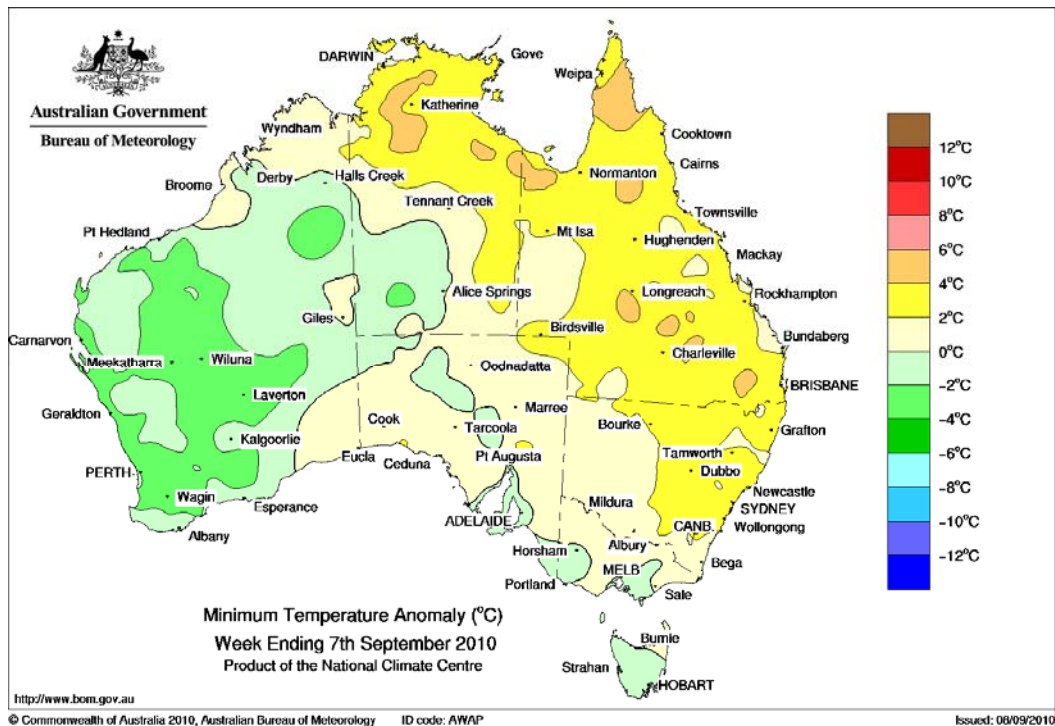 Australian Government
Bureau of Meteorology
DARWIN
Gove
Weipa
Katherine
Wyndham
Cooktown
Cairns
Derby
Halls Creek
Normanton
Broome
Tennant Creek
Townsville
Pt Hedland
Mt Isa
Hughenden
Mackay
Alice Springs
Longreach
Rockhampton
Giles
Birdsville
Bundaberg
Carnarvon
Meekatharra
Wiluna
Oodnadatta
Charleville
BRISBANE
Laverton
Marree
Geraldton
Cook
Tarcoola
Bourke
Grafton
Kalgoorlie
Eucla
Ceduna
Pt Augusta
Tamworth
Dubbo
PERTH
Wagin
Esperance
Mildura
Newcastle
SYDNEY
ADELAIDE
CANB.
Wollongong
Albany
Horsham
Albury
Bega
MELB
Portland
Sale
Burnie
Strahan
HOBART
12°C
10°C
8°C
6°C
4°C
2°C
0°C
-2°C
-4°C
-6°C
-8°C
-10°C
-12°C
Minimum Temperature Anomaly (°C)
Week Ending 7th September 2010
Product of the National Climate Centre
http://www.bom.gov.au
© Commonwealth of Australia 2010, Australian Bureau of Meteorology ID code: AWAP Issued: 08/09/2010